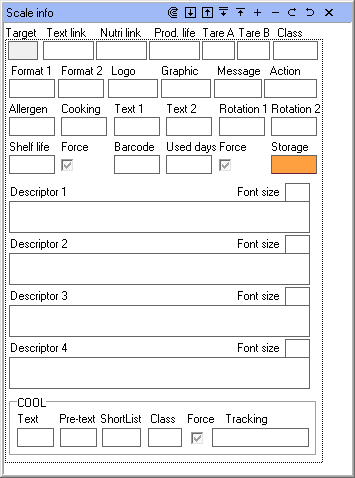 Scale info
Target Text link Nutri link Prod. life Tare A Tare B Class
Format 1 Format 2 Logo Graphic Message Action
Allergen Cooking Text 1 Text 2 Rotation 1 Rotation 2
Shelf life Force Barcode Used days Force Storage
Descriptor 1 Font size
Descriptor 2 Font size
Descriptor 3 Font size
Descriptor 4 Font size
COOL
Text Pre-text ShortList Class Force Tracking